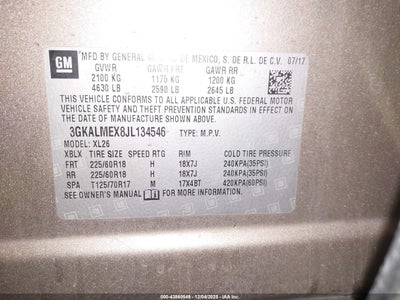 GM
MFD BY GENERAL MOTORS DE MEXICO, S. DE R.L. DE C.V. 07/17
GVWR GAWR FRT GAWR RR
2100 KG 1175 KG 1200 KG
4630 LB 2590 LB 2645 LB
THIS VEHICLE CONFORMS TO ALL APPLICABLE U.S. FEDERAL MOTOR
VEHICLE SAFETY AND THEFT PREVENTION STANDARDS IN EFFECT ON
THE DATE OF MANUFACTURE SHOWN ABOVE.
3GKALMEX8JL134546 TYPE: M.P.V.
MODEL: XL26
XBLX TIRE SIZE SPEED RTG RIM COLD TIRE PRESSURE
FRT 225/60R18 H 18X7J 240KPA(35PSI)
RR 225/60R18 H 18X7J 240KPA(35PSI)
SPA T125/70R17 M 17X4BT 420KPA(60PSI)
SEE OWNER'S MANUAL FOR MORE INFORMATION.
000-43860549 - 12/04/2025 - IAAI.COM